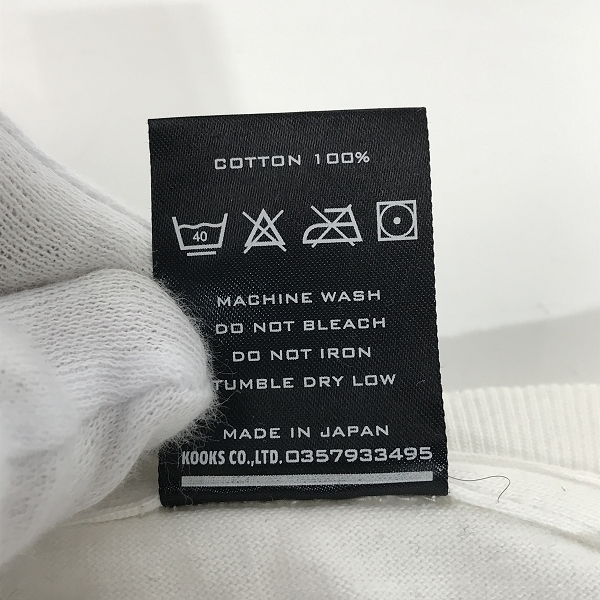 COTTON 100%
40
MACHINE WASH
DO NOT BLEACH
DO NOT IRON
TUMBLE DRY LOW
MADE IN JAPAN
KOOKS CO.,LTD. 0357933495